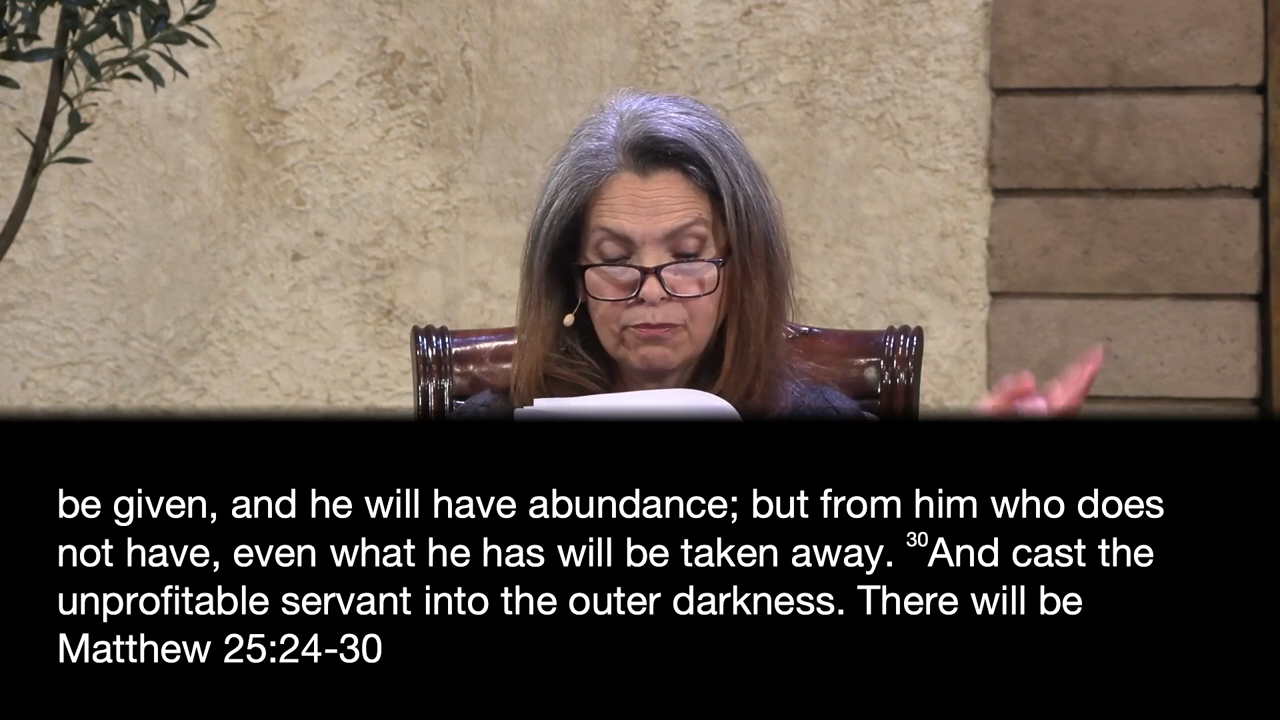 be given, and he will have abundance; but from him who does
not have, even what he has will be taken away. ³⁰And cast the
unprofitable servant into the outer darkness. There will be
Matthew 25:24-30